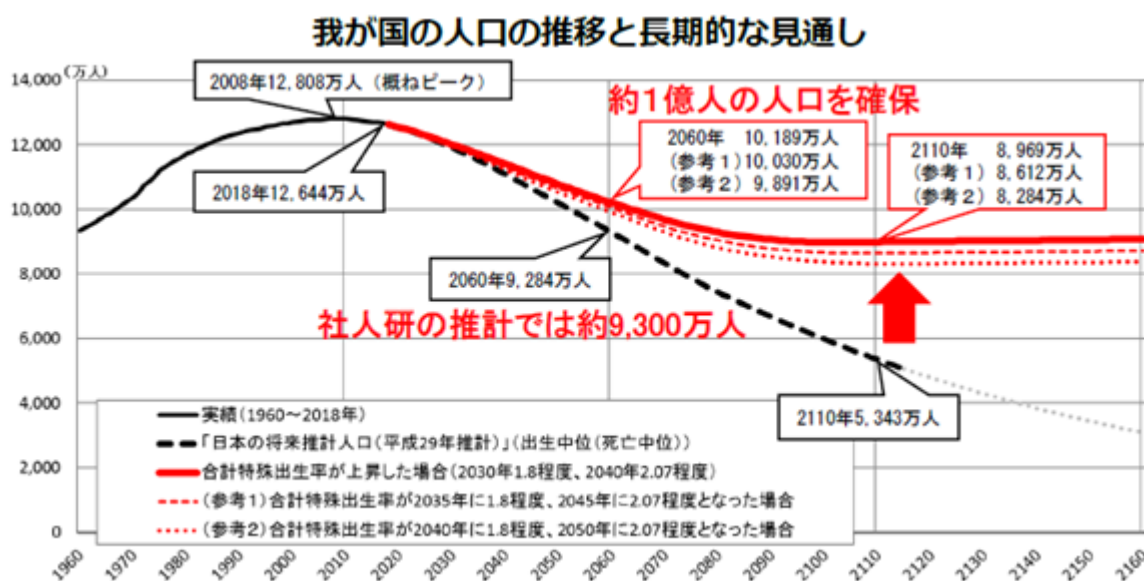 我が国の人口の推移と長期的な見通し
(万人)
14,000
12,000
10,000
8,000
6,000
4,000
2,000
0
2008年12,808万人（概ねピーク）
2018年12,644万人
約1億人の人口を確保
2060年 10,189万人
(参考1)10,030万人
(参考2) 9,891万人
2110年 8,969万人
(参考1) 8,612万人
(参考2) 8,284万人
2060年9,284万人
社人研の推計では約9,300万人
2110年5,343万人
実績(1960～2018年)
「日本の将来推計人口(平成29年推計)」(出生中位(死亡中位))
合計特殊出生率が上昇した場合(2030年1.8程度、2040年2.07程度)
(参考1)合計特殊出生率が2035年に1.8程度、2045年に2.07程度となった場合
(参考2)合計特殊出生率が2040年に1.8程度、2050年に2.07程度となった場合
1960 1970 1980 1990 2000 2010 2020 2030 2040 2050 2060 2070 2080 2090 2100 2110 2120 2130 2140 2150 2160